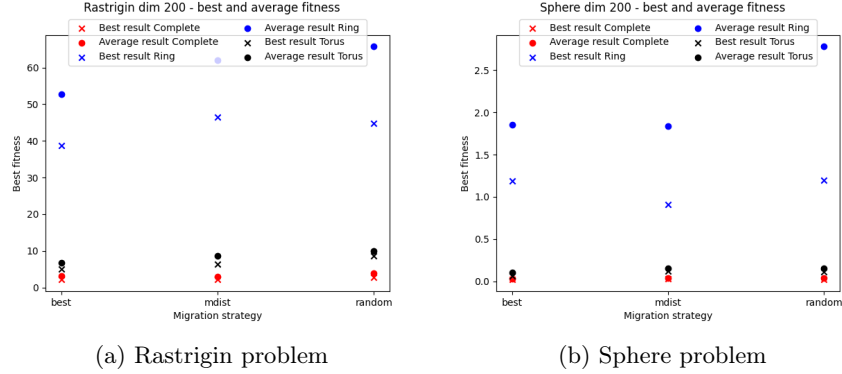 Rastrigin dim 200 - best and average fitness
Best result Complete
Average result Complete
Best result Ring
Average result Ring
Best result Torus
Average result Torus
Best fitness
60
50
40
30
20
10
0
best
mdist
random
Migration strategy
(a) Rastrigin problem
Sphere dim 200 - best and average fitness
Best result Complete
Average result Complete
Best result Ring
Average result Ring
Best result Torus
Average result Torus
Best fitness
2.5
2.0
1.5
1.0
0.5
0.0
best
mdist
random
Migration strategy
(b) Sphere problem